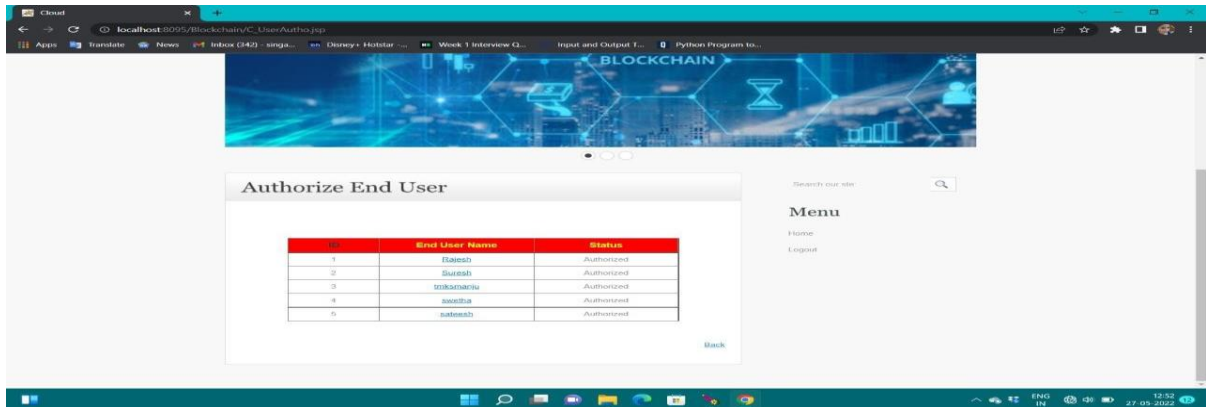 Cloud
localhost:8095/Blockchain/C_UserAutho.jsp
Apps Translate News Inbox (342) - singa... Disney+ Hotstar -... Week 1 Interview Q... Input and Output T... Python Program to...
BLOCKCHAIN
Authorize End User
Search our site
Menu
Home
Logout
ID End User Name Status
1 Rajesh Authorized
2 Suresh Authorized
3 tmksmanju Authorized
4 swetha Authorized
5 sateesh Authorized
Back
ENG
IN
12:52
27-05-2022